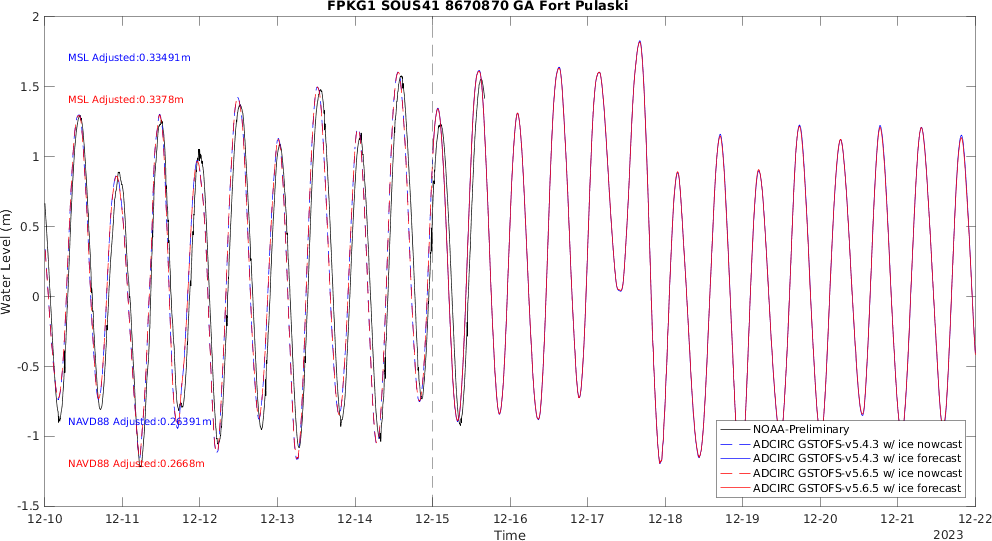 FPKG1 SOUS41 8670870 GA Fort Pulaski
2
1.5
1
0.5
0
-0.5
-1
-1.5
Water Level (m)
MSL Adjusted:0.33491m
MSL Adjusted:0.3378m
NAVD88 Adjusted:0.26391m
NAVD88 Adjusted:0.2668m
NOAA-Preliminary
ADCIRC GSTOFS-v5.4.3 w/ ice nowcast
ADCIRC GSTOFS-v5.4.3 w/ ice forecast
ADCIRC GSTOFS-v5.6.5 w/ ice nowcast
ADCIRC GSTOFS-v5.6.5 w/ ice forecast
12-10 12-11 12-12 12-13 12-14 12-15 12-16 12-17 12-18 12-19 12-20 12-21 12-22
Time
2023